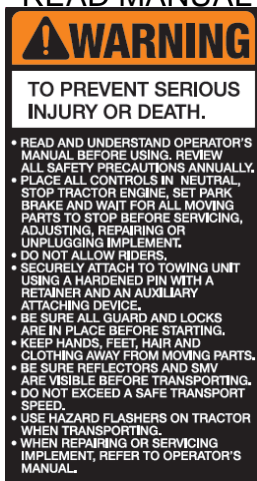 READ MANUAL
WARNING
TO PREVENT SERIOUS
INJURY OR DEATH.
• READ AND UNDERSTAND OPERATOR'S
MANUAL BEFORE USING. REVIEW
ALL SAFETY PRECAUTIONS ANNUALLY.
• PLACE ALL CONTROLS IN NEUTRAL,
STOP TRACTOR ENGINE, SET PARK
BRAKE AND WAIT FOR ALL MOVING
PARTS TO STOP BEFORE SERVICING,
ADJUSTING, REPAIRING OR
UNPLUGGING IMPLEMENT.
• DO NOT ALLOW RIDERS.
• SECURELY ATTACH TO TOWING UNIT
USING A HARDENED PIN WITH A
RETAINER AND AN AUXILIARY
ATTACHING DEVICE.
• BE SURE ALL GUARD AND LOCKS
ARE IN PLACE BEFORE STARTING.
• KEEP HANDS, FEET, HAIR AND
CLOTHING AWAY FROM MOVING PARTS.
• BE SURE REFLECTORS AND SMV
ARE VISIBLE BEFORE TRANSPORTING.
• DO NOT EXCEED A SAFE TRANSPORT
SPEED.
• USE HAZARD FLASHERS ON TRACTOR
WHEN TRANSPORTING.
• WHEN REPAIRING OR SERVICING
IMPLEMENT, REFER TO OPERATOR'S
MANUAL.